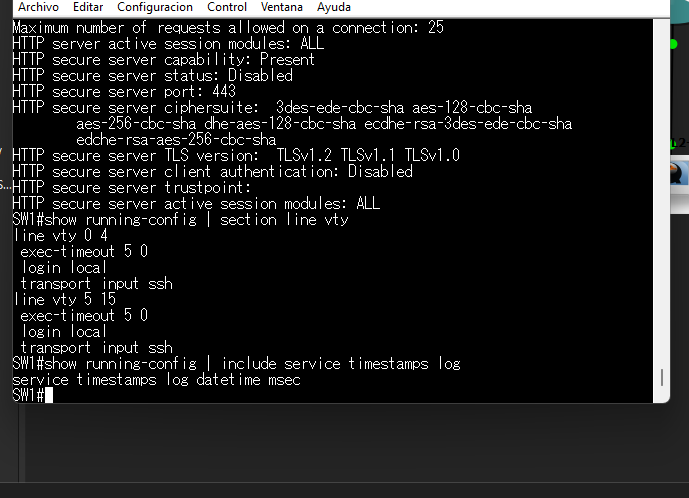 Archivo Editar Configuracion Control Ventana Ayuda
Maximum number of requests allowed on a connection: 25
HTTP server active session modules: ALL
HTTP secure server capability: Present
HTTP secure server status: Disabled
HTTP secure server port: 443
HTTP secure server ciphersuite:  3des-ede-cbc-sha aes-128-cbc-sha
        aes-256-cbc-sha dhe-aes-128-cbc-sha ecdhe-rsa-3des-ede-cbc-sha
        edche-rsa-aes-256-cbc-sha
HTTP secure server TLS version:  TLSv1.2 TLSv1.1 TLSv1.0
HTTP secure server client authentication: Disabled
HTTP secure server trustpoint:
HTTP secure server active session modules: ALL
SW1#show running-config | section line vty
line vty 0 4
 exec-timeout 5 0
 login local
 transport input ssh
line vty 5 15
 exec-timeout 5 0
 login local
 transport input ssh
SW1#show running-config | include service timestamps log
service timestamps log datetime msec
SW1#